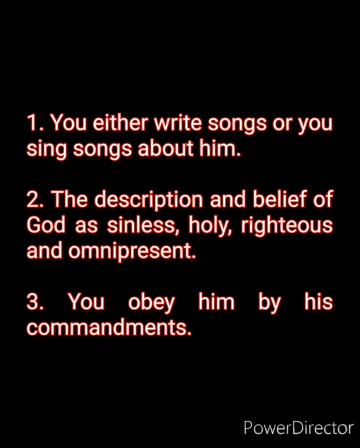 1. You either write songs or you
sing songs about him.
2. The description and belief of
God as sinless, holy, righteous
and omnipresent.
3. You obey him by his
commandments.
PowerDirector